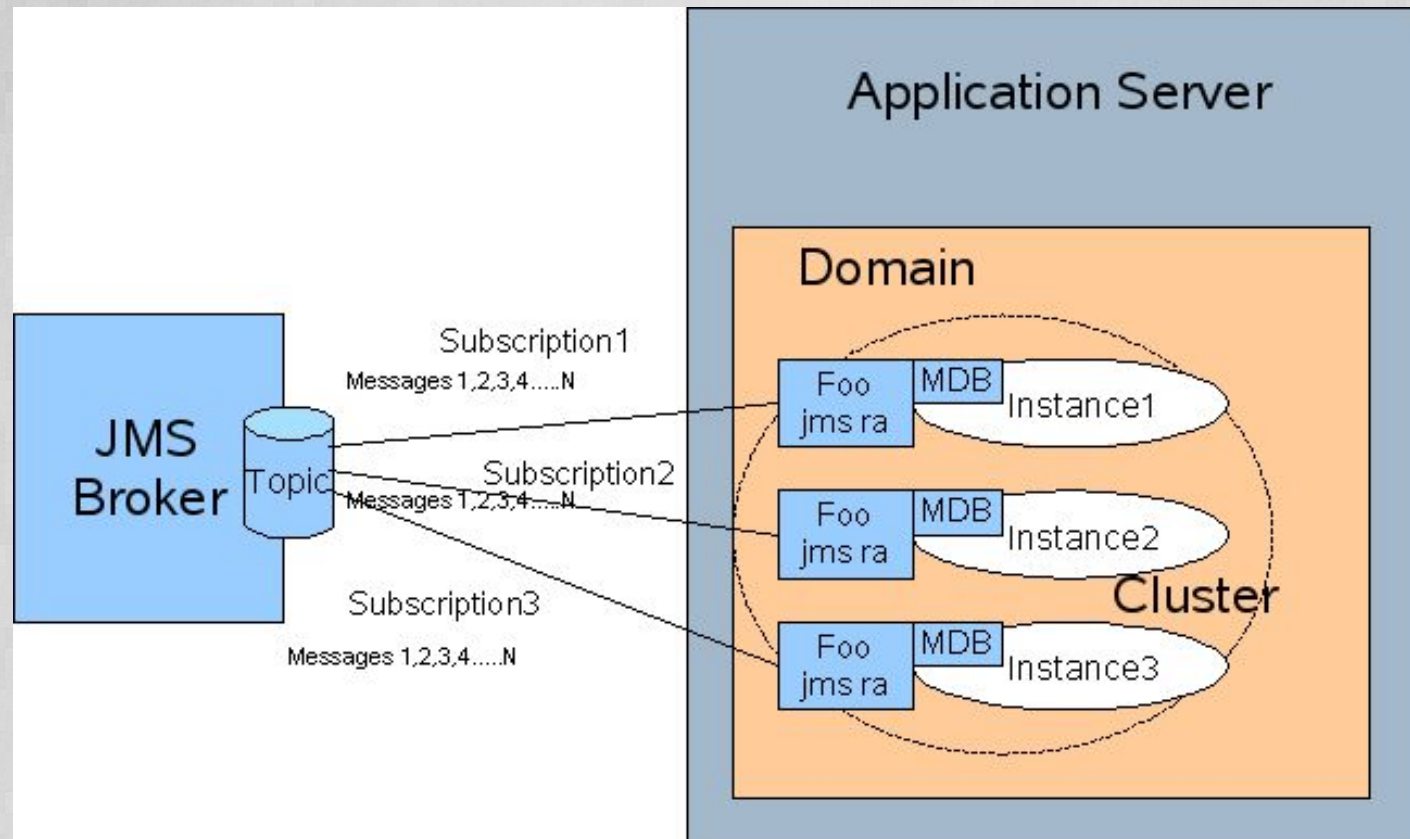 Application Server
Domain
Subscription1
Messages 1,2,3,4.....N
Foo
jms ra
MDB
Instance1
JMS
Broker
Topic
Subscription2
Messages 1,2,3,4.....N
Foo
jms ra
MDB
Instance2
Cluster
Subscription3
Messages 1,2,3,4.....N
Foo
jms ra
MDB
Instance3